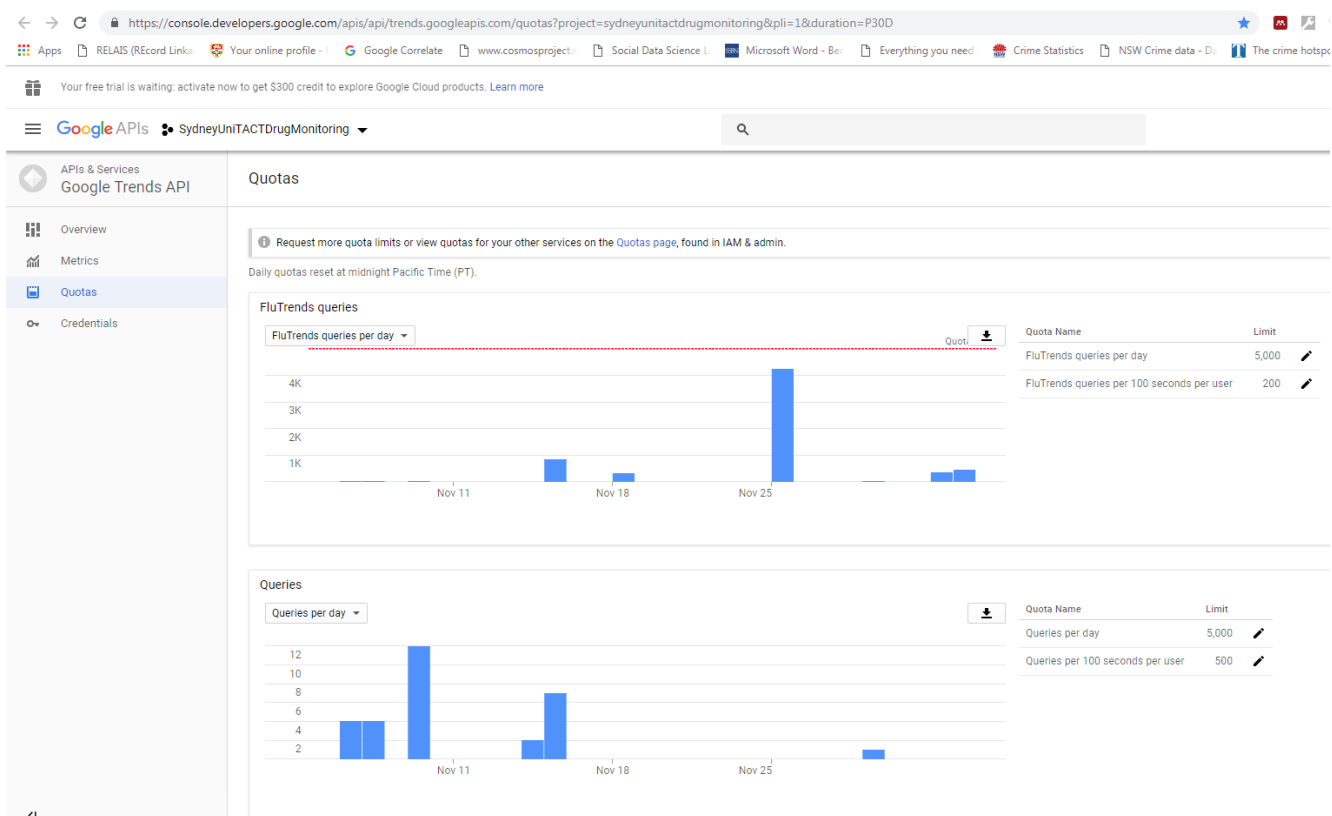 https://console.developers.google.com/apis/api/trends.googleapis.com/quotas?project=sydneyunitactdrugmonitoring&pli=1&duration=P30D
Apps RELAIS (REcord Linka Your online profile - Google Correlate www.cosmosproject. Social Data Science L Microsoft Word - Ber Everything you need Crime Statistics NSW Crime data - Da The crime hotspo
Your free trial is waiting: activate now to get $300 credit to explore Google Cloud products. Learn more
Google APIs SydneyUniTACTDrugMonitoring
APIs & Services
Google Trends API
Quotas
Overview
Metrics
Quotas
Credentials
Request more quota limits or view quotas for your other services on the Quotas page, found in IAM & admin.
Daily quotas reset at midnight Pacific Time (PT).
FluTrends queries
FluTrends queries per day
Quot
4K
3K
2K
1K
Nov 11 Nov 18 Nov 25
Quota Name Limit
FluTrends queries per day 5,000
FluTrends queries per 100 seconds per user 200
Queries
Queries per day
12
10
8
6
4
2
Nov 11 Nov 18 Nov 25
Quota Name Limit
Queries per day 5,000
Queries per 100 seconds per user 500